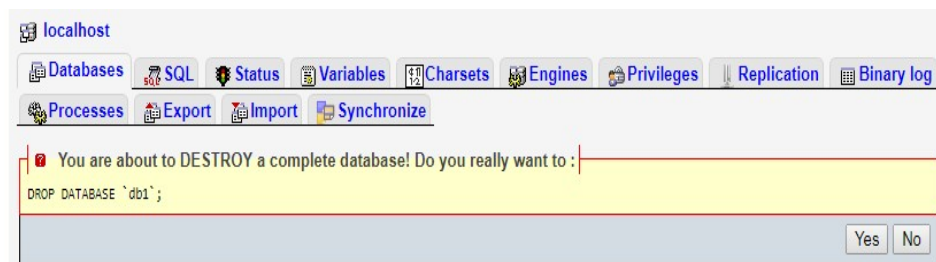 localhost
Databases SQL Status Variables Charsets Engines Privileges Replication Binary log
Processes Export Import Synchronize
You are about to DESTROY a complete database! Do you really want to :
DROP DATABASE `db1`;
Yes No